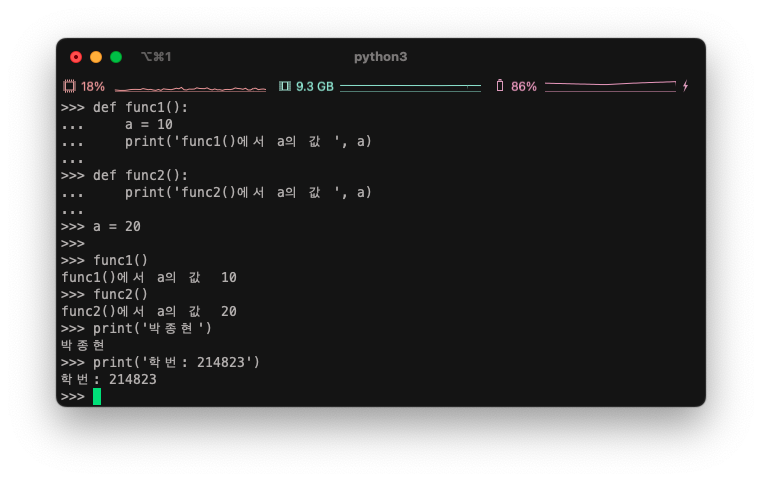 ⌥⌘1 python3
18% 9.3 GB 86%
>>> def func1():
...     a = 10
...     print('func1()에서 a의 값 ', a)
...
>>> def func2():
...     print('func2()에서 a의 값 ', a)
...
>>> a = 20
>>>
>>> func1()
func1()에서 a의 값  10
>>> func2()
func2()에서 a의 값  20
>>> print('박종현')
박종현
>>> print('학번: 214823')
학번: 214823
>>>